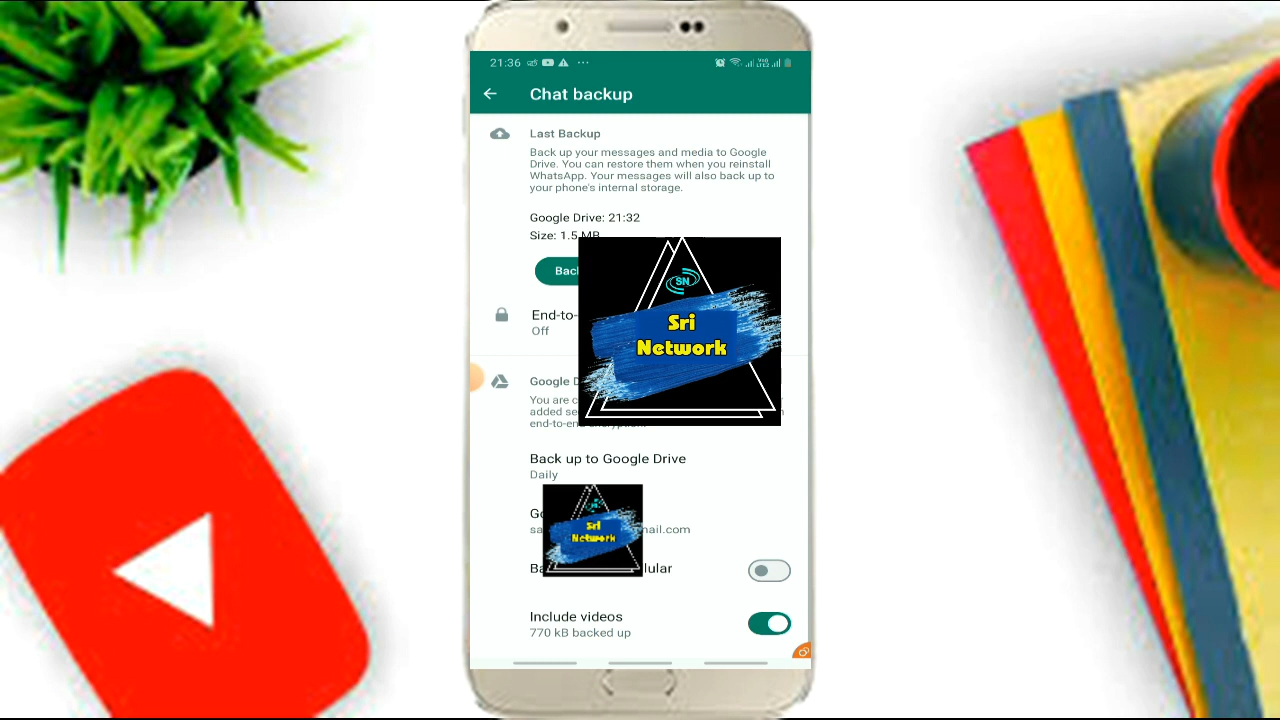 21:36
Chat backup
Last Backup
Back up your messages and media to Google
Drive. You can restore them when you reinstall
WhatsApp. Your messages will also back up to
your phone's internal storage.
Google Drive: 21:32
Size: 1.5 MB
SN
Sri
Network
End-to-
Off
Google D
You are c
added se
end-to-end encryption.
Back up to Google Drive
Daily
Sri
Network
mail.com
lular
Include videos
770 kB backed up